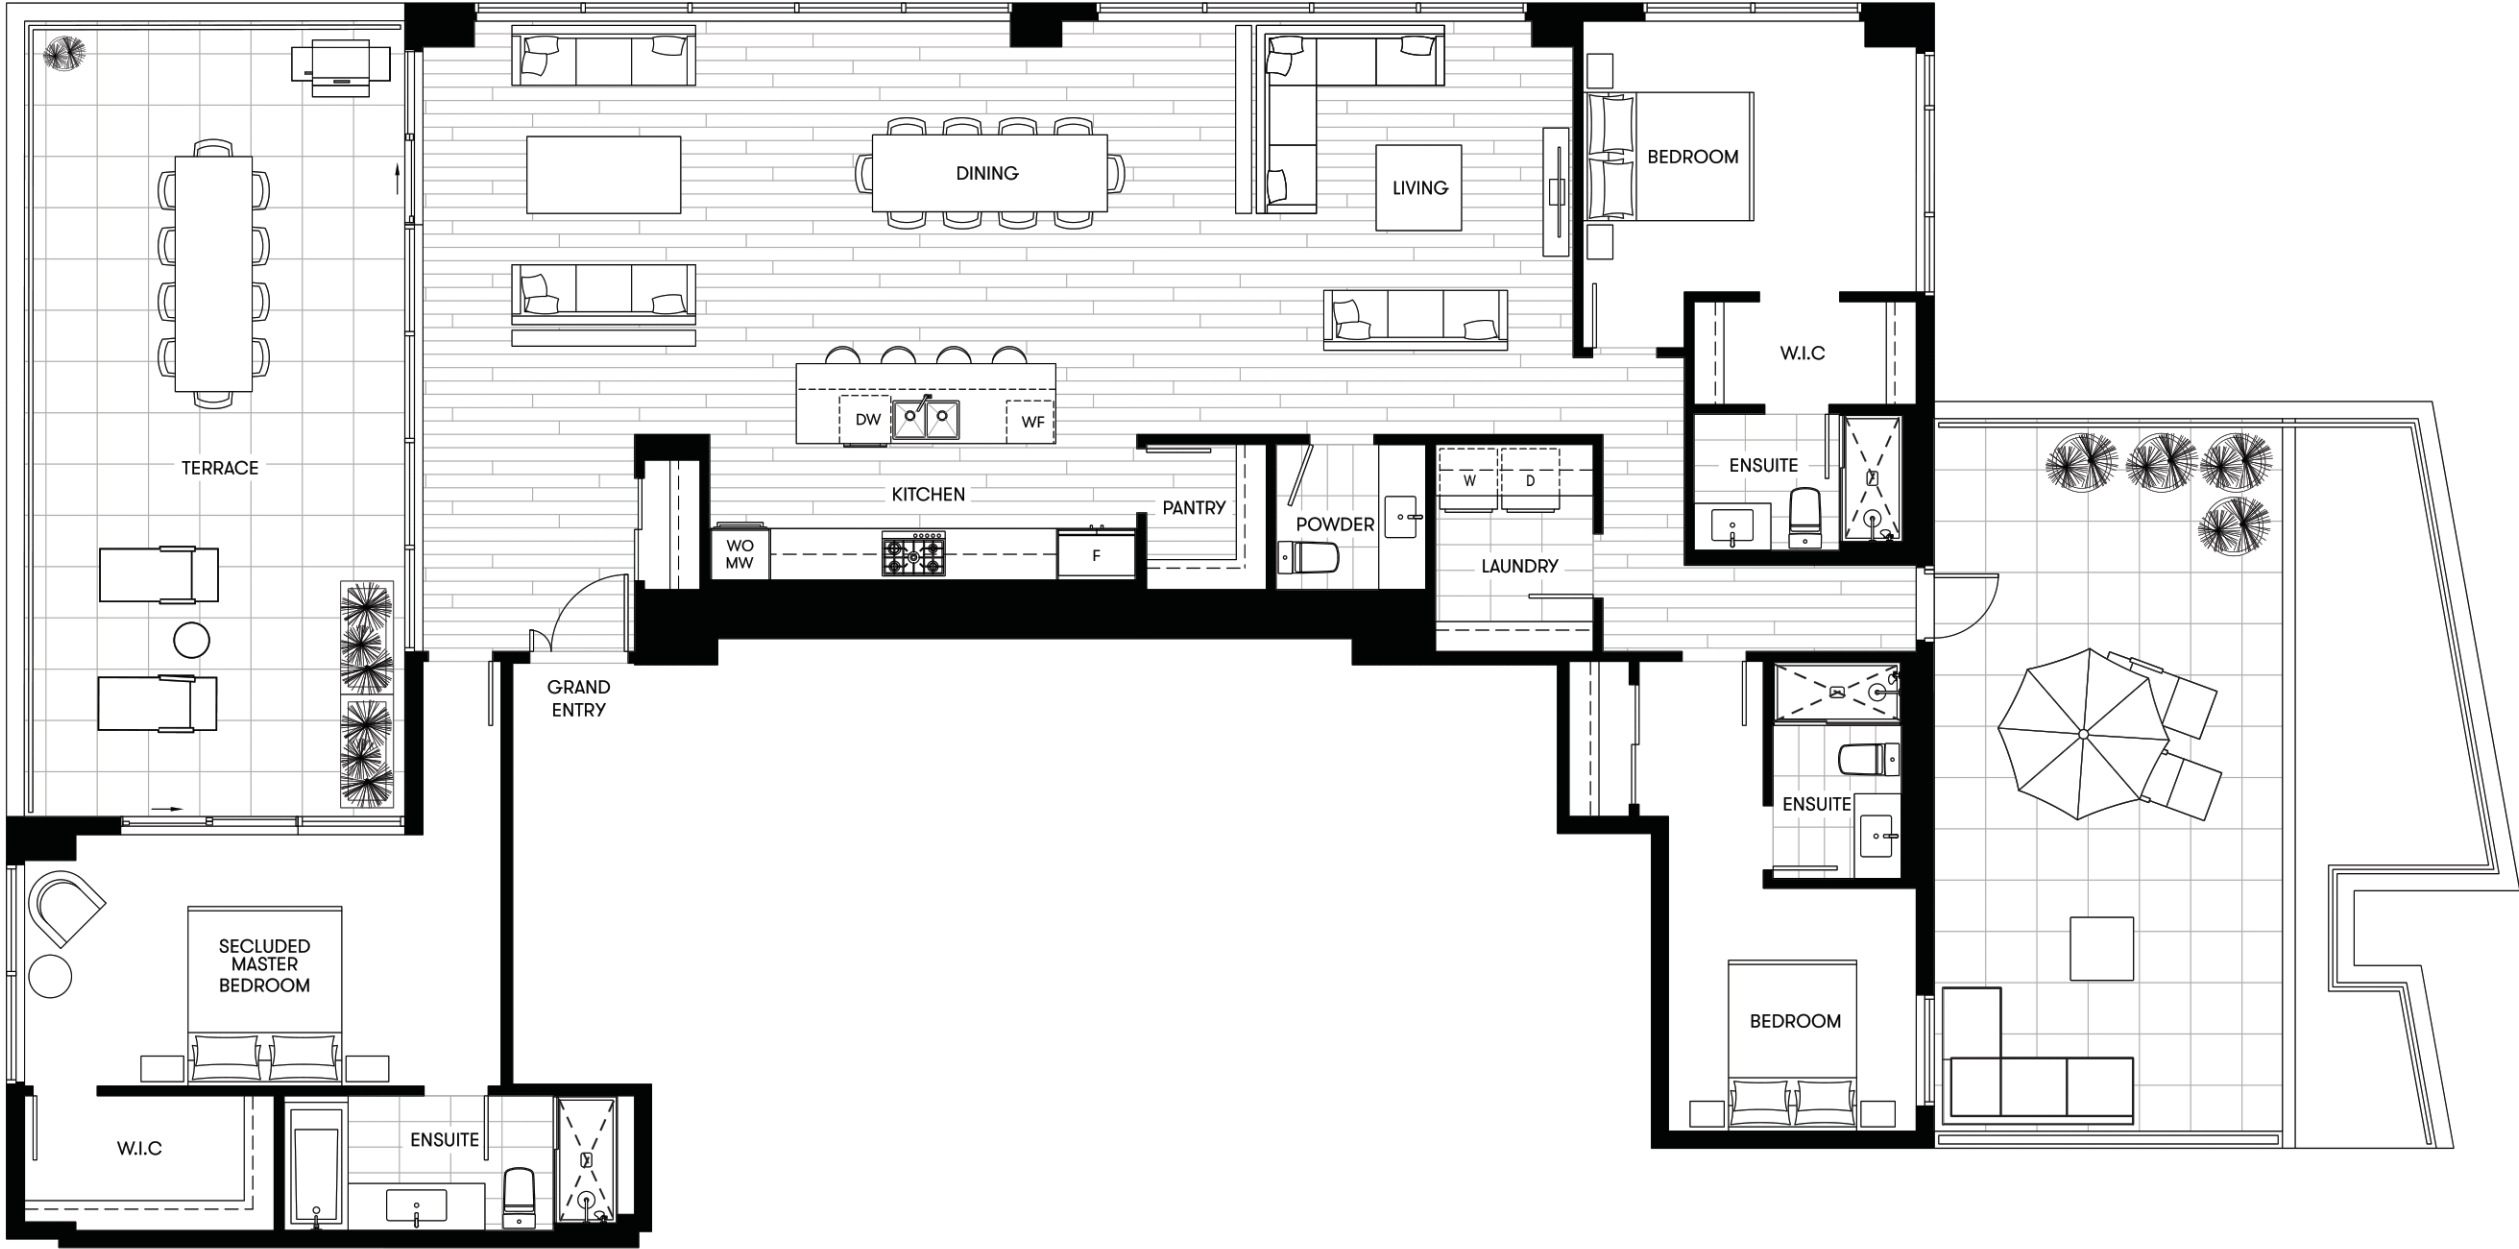 DINING
LIVING
BEDROOM
W.I.C
DW
WF
TERRACE
KITCHEN
PANTRY
POWDER
W
D
ENSUITE
WO
MW
F
LAUNDRY
GRAND
ENTRY
ENSUITE
SECLUDED
MASTER
BEDROOM
BEDROOM
W.I.C
ENSUITE